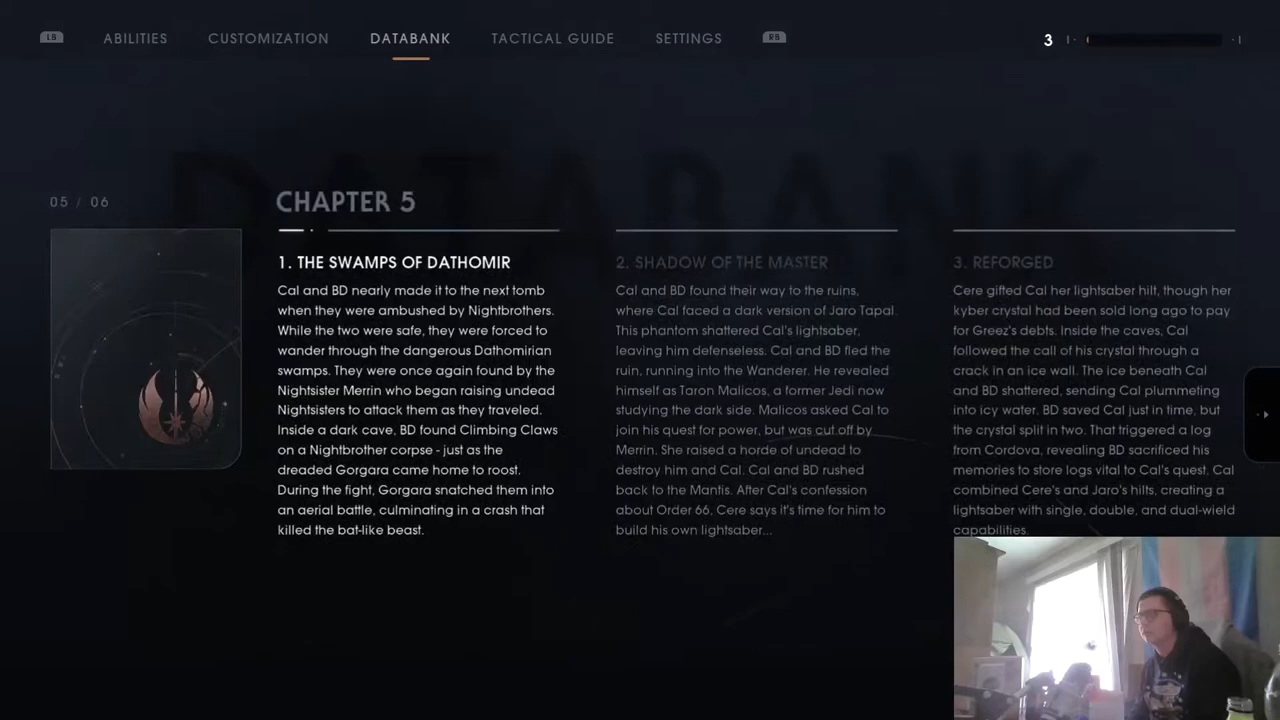 LB ABILITIES CUSTOMIZATION DATABANK TACTICAL GUIDE SETTINGS RB 3
DATABANK
05 / 06
CHAPTER 5
1. THE SWAMPS OF DATHOMIR
Cal and BD nearly made it to the next tomb
when they were ambushed by Nightbrothers.
While the two were safe, they were forced to
wander through the dangerous Dathomirian
swamps. They were once again found by the
Nightsister Merrin who began raising undead
Nightsisters to attack them as they traveled.
Inside a dark cave, BD found Climbing Claws
on a Nightbrother corpse - just as the
dreaded Gorgara came home to roost.
During the fight, Gorgara snatched them into
an aerial battle, culminating in a crash that
killed the bat-like beast.
2. SHADOW OF THE MASTER
Cal and BD found their way to the ruins,
where Cal faced a dark version of Jaro Tapal.
This phantom shattered Cal's lightsaber,
leaving him defenseless. Cal and BD fled the
ruin, running into the Wanderer. He revealed
himself as Taron Malicos, a former Jedi now
studying the dark side. Malicos asked Cal to
join his quest for power, but was cut off by
Merrin. She raised a horde of undead to
destroy him and Cal. Cal and BD rushed
back to the Mantis. After Cal's confession
about Order 66, Cere says it's time for him to
build his own lightsaber...
3. REFORGED
Cere gifted Cal her lightsaber hilt, though her
kyber crystal had been sold long ago to pay
for Greez's debts. Inside the caves, Cal
followed the call of his crystal through a
crack in an ice wall. The ice beneath Cal
and BD shattered, sending Cal plummeting
into icy water. BD saved Cal just in time, but
the crystal split in two. That triggered a log
from Cordova, revealing BD sacrificed his
memories to store logs vital to Cal's quest. Cal
combined Cere's and Jaro's hilts, creating a
lightsaber with single, double, and dual-wield
capabilities.